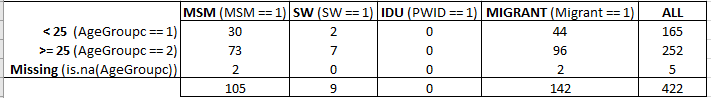 MSM (MSM == 1) SW (SW == 1) IDU (PWID == 1) MIGRANT (Migrant == 1) ALL
< 25 (AgeGroupc == 1) 30 2 0 44 165
>= 25 (AgeGroupc == 2) 73 7 0 96 252
Missing (is.na(AgeGroupc)) 2 0 0 2 5
105 9 0 142 422